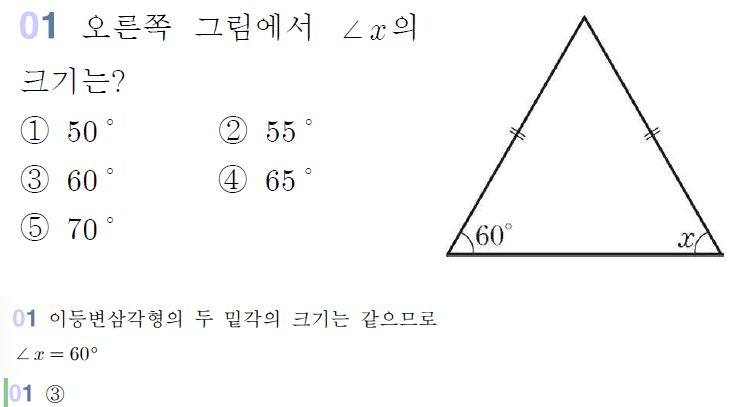 01 오른쪽 그림에서 ∠x의
크기는?
① 50° ② 55°
③ 60° ④ 65°
⑤ 70°
60° x
01 이등변삼각형의 두 밑각의 크기는 같으므로
∠x = 60°
01 ③